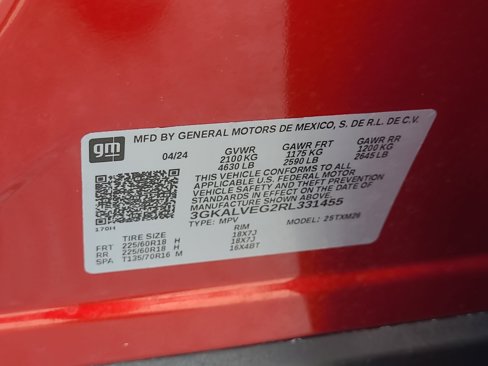 gm
MFD BY GENERAL MOTORS DE MEXICO, S. DE R.L. DE C.V.
04/24 GVWR GAWR FRT GAWR RR
2100 KG 1175 KG 1200 KG
4630 LB 2590 LB 2645 LB
THIS VEHICLE CONFORMS TO ALL
APPLICABLE U.S. FEDERAL MOTOR
VEHICLE SAFETY AND THEFT PREVENTION
STANDARDS IN EFFECT ON THE DATE OF
MANUFACTURE SHOWN ABOVE.
3GKALVEG2RL331455
170H TYPE: MPV MODEL: 25TXM26
TIRE SIZE RIM
FRT 225/60R18 H 18X7J
RR 225/60R18 H 18X7J
SPA T135/70R16 M 16X4BT